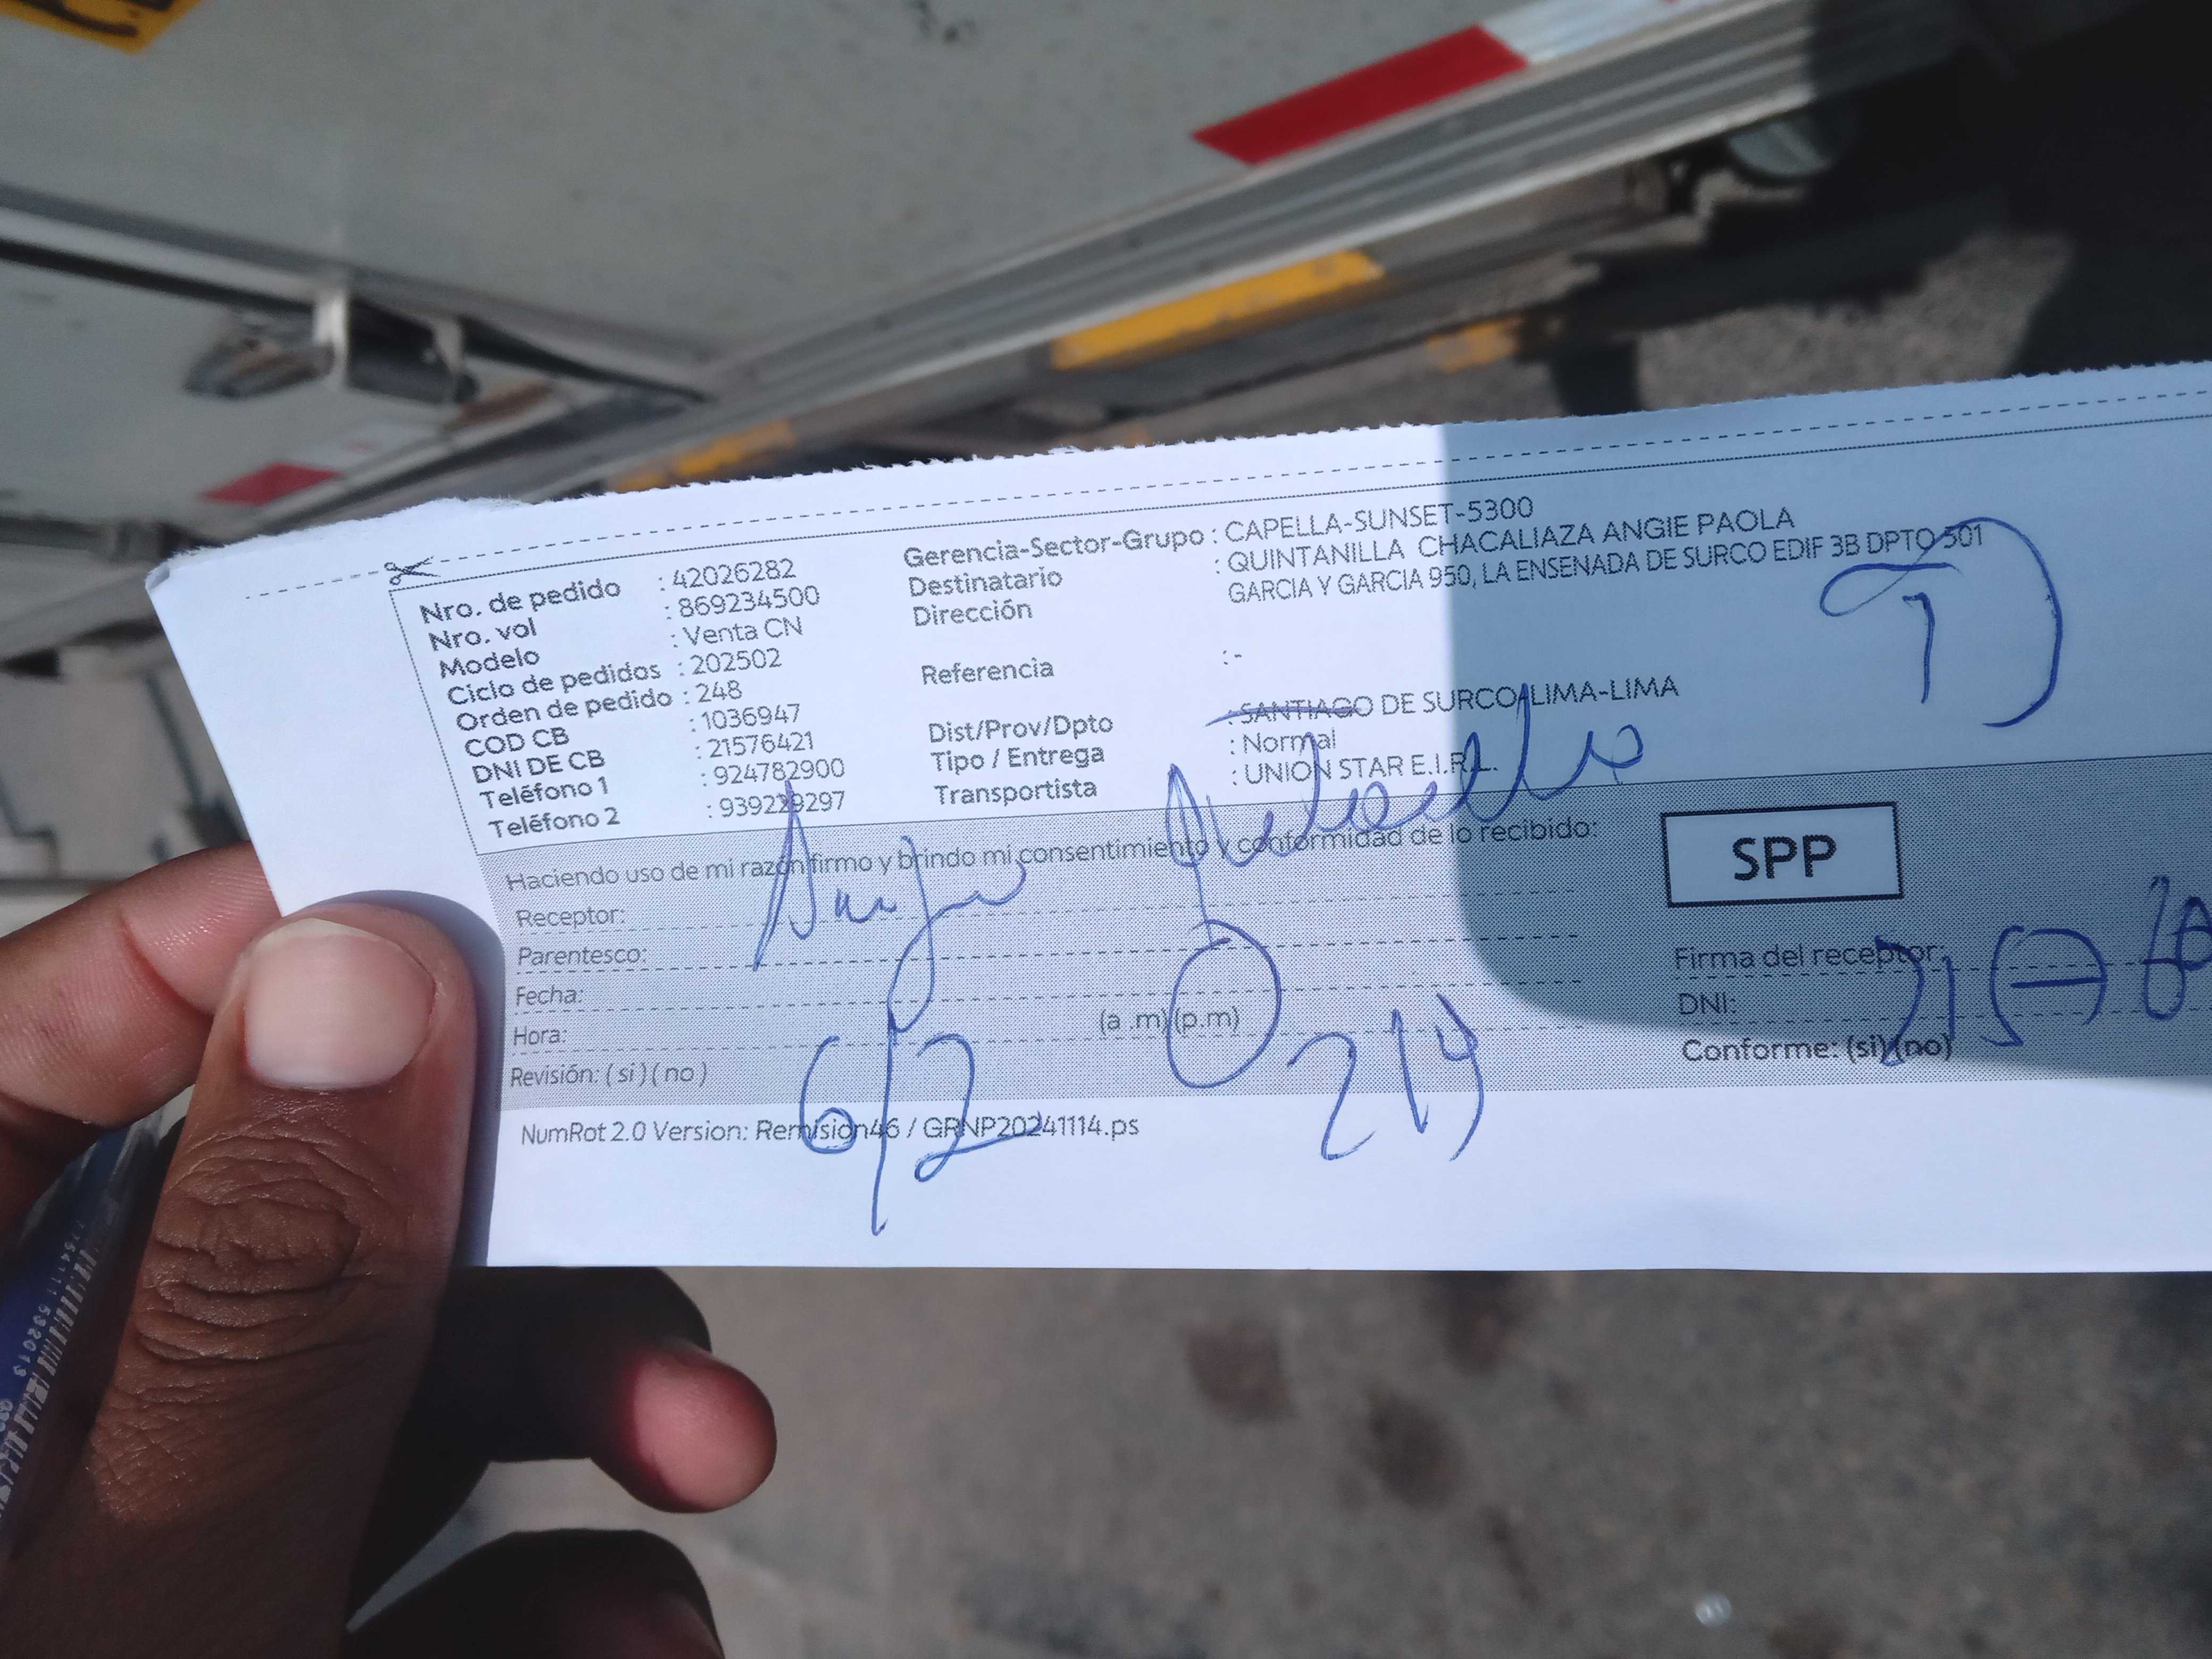 Nro. de pedido : 42026282
Nro. vol : 869234500
Modelo : Venta CN
Ciclo de pedidos : 202502
Orden de pedido : 248
COD CB : 1036947
DNI DE CB : 21576421
Teléfono 1 : 924782900
Teléfono 2 : 939229297
Gerencia-Sector-Grupo : CAPELLA-SUNSET-5300
Destinatario : QUINTANILLA CHACALIAZA ANGIE PAOLA
Dirección GARCIA Y GARCIA 950, LA ENSENADA DE SURCO EDIF 3B DPTO 501
Referencia :-
Dist/Prov/Dpto : SANTIAGO DE SURCO-LIMA-LIMA
Tipo / Entrega : Normal
Transportista : UNION STAR E.I.R.L.
Haciendo uso de mi razón firmo y brindo mi consentimiento y conformidad de lo recibido:
Receptor:
Parentesco:
Fecha:
Hora: (a .m) (p.m)
Revisión: ( si ) ( no )
6/2
SPP
Firma del receptor:
DNI:
Conforme: (si) (no)
NumRot 2.0 Version: Remision46 / GRNP20241114.ps